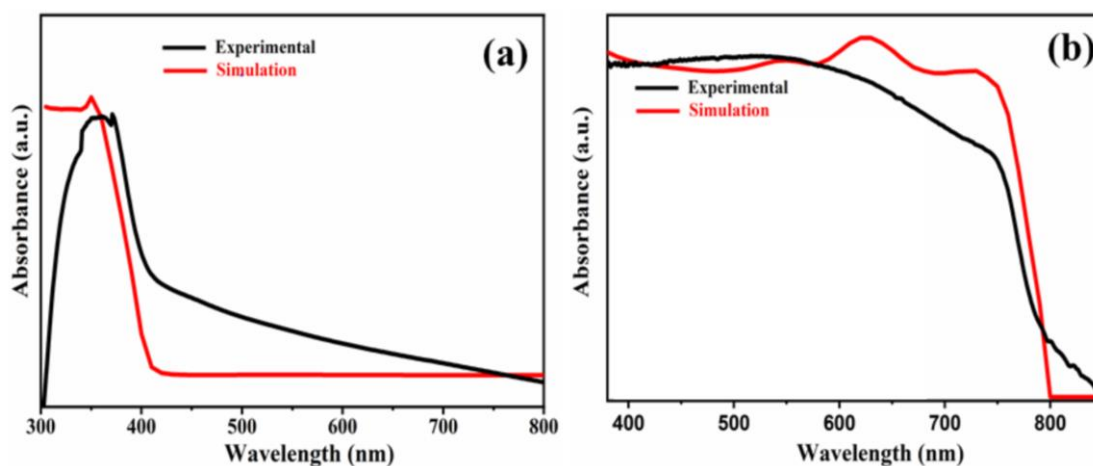 (a)
Experimental
Simulation
Absorbance (a.u.)
300 400 500 600 700 800
Wavelength (nm)
(b)
Experimental
Simulation
Absorbance (a.u.)
400 500 600 700 800
Wavelength (nm)